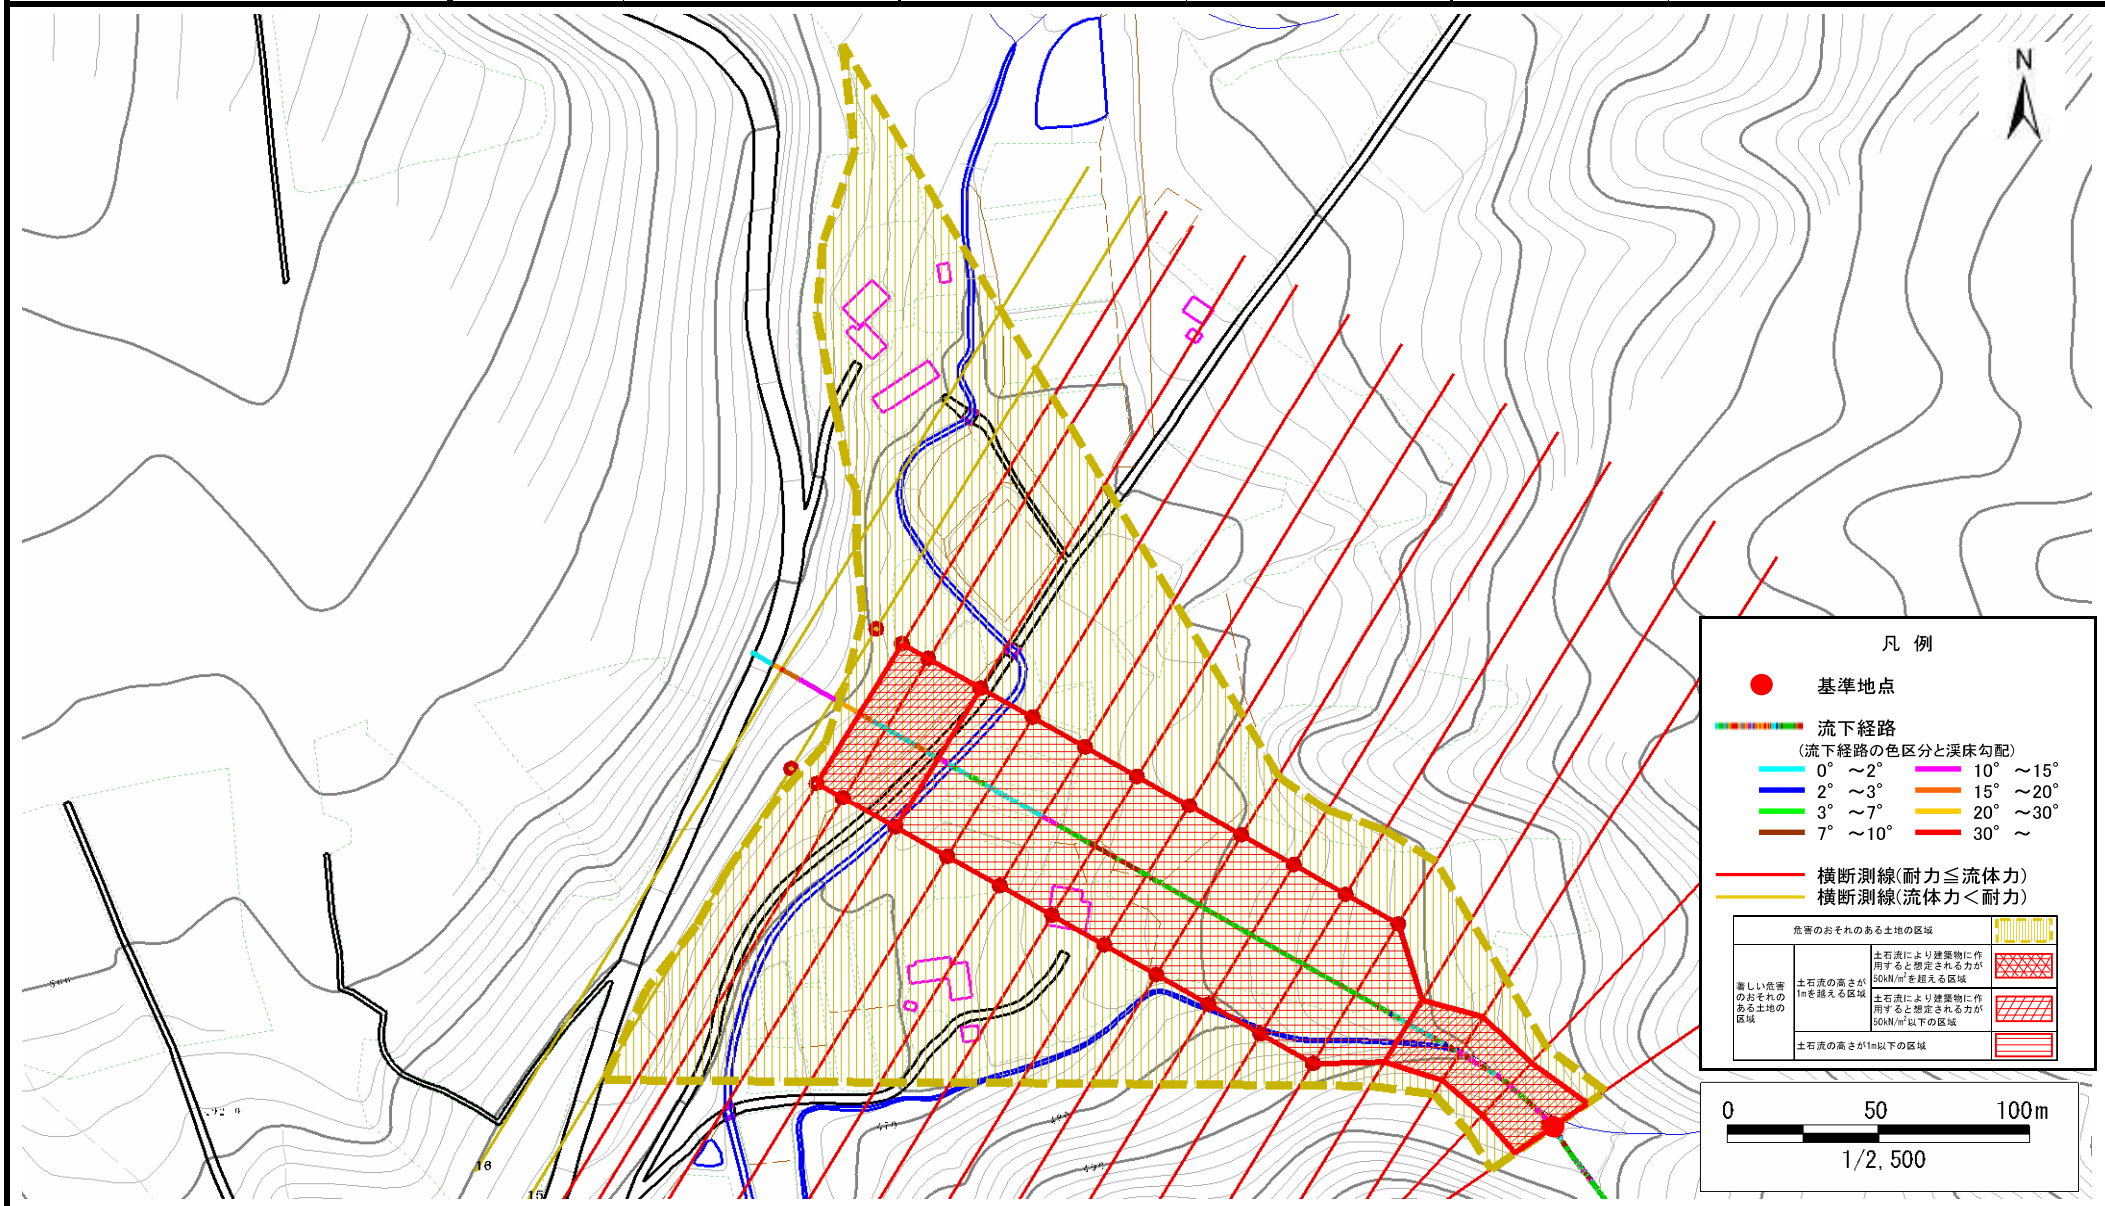 N
凡 例
基準地点
流下経路
(流下経路の色区分と渓床勾配)
0° ～2° 10° ～15°
2° ～3° 15° ～20°
3° ～7° 20° ～30°
7° ～10° 30° ～
横断測線(耐力≦流体力)
横断測線(流体力＜耐力)
危害のおそれのある土地の区域
著しい危害
のおそれの
ある土地の
区域
土石流の高さが
1mを越える区域
土石流により建築物に作
用すると想定される力が
50kN/m²を超える区域
土石流により建築物に作
用すると想定される力が
50kN/m²以下の区域
土石流の高さが1m以下の区域
0 50 100m
1/2,500
16
15
470